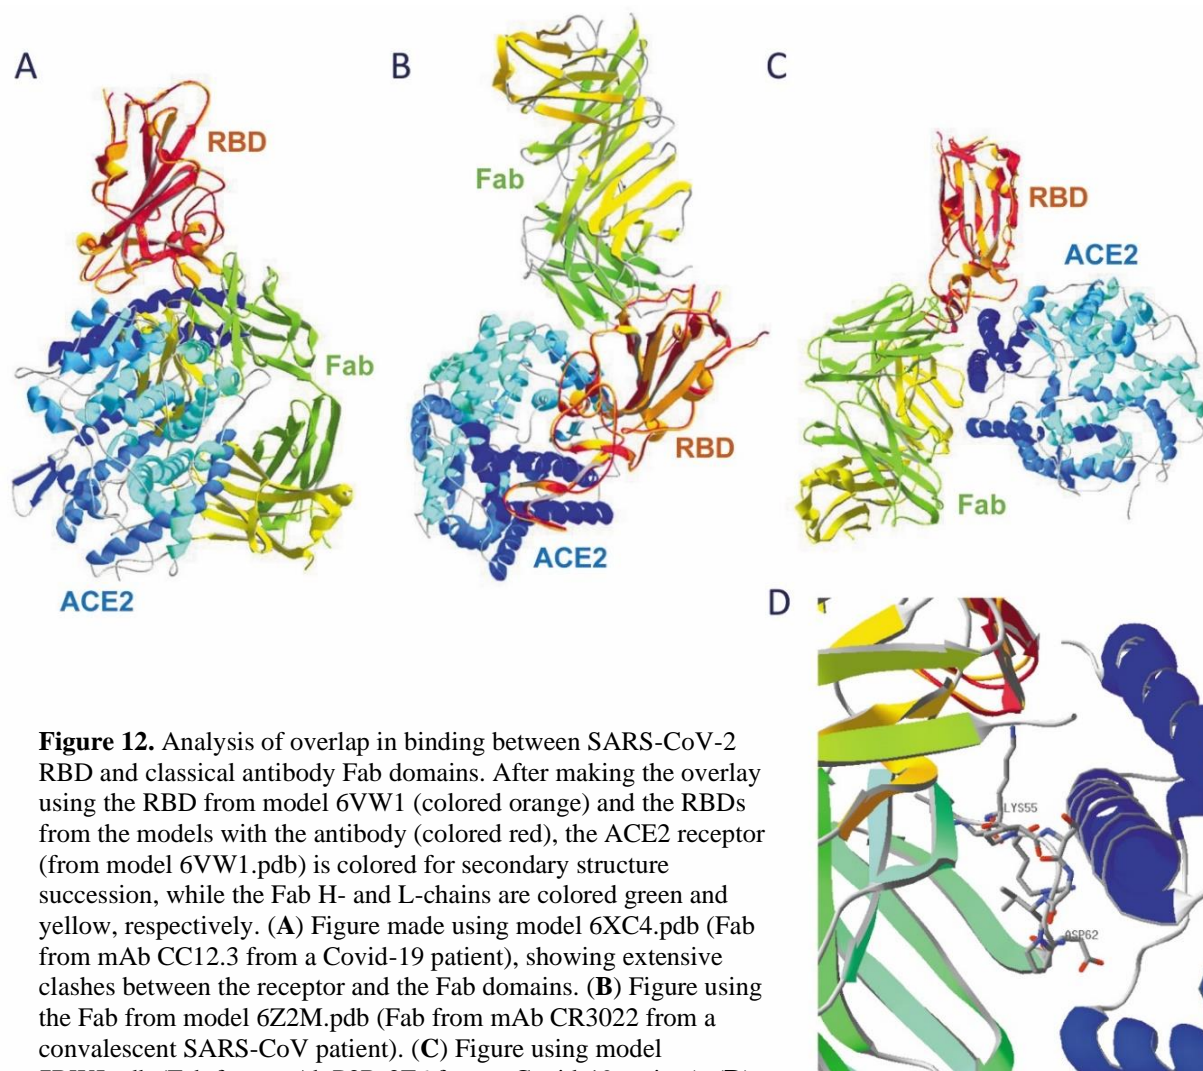 A
B
C
RBD
Fab
ACE2
Fab
RBD
ACE2
RBD
ACE2
Fab
D
LYS55
ASP62
Figure 12. Analysis of overlap in binding between SARS-CoV-2
RBD and classical antibody Fab domains. After making the overlay
using the RBD from model 6VW1 (colored orange) and the RBDs
from the models with the antibody (colored red), the ACE2 receptor
(from model 6VW1.pdb) is colored for secondary structure
succession, while the Fab H- and L-chains are colored green and
yellow, respectively. (A) Figure made using model 6XC4.pdb (Fab
from mAb CC12.3 from a Covid-19 patient), showing extensive
clashes between the receptor and the Fab domains. (B) Figure using
the Fab from model 6Z2M.pdb (Fab from mAb CR3022 from a
convalescent SARS-CoV patient). (C) Figure using model